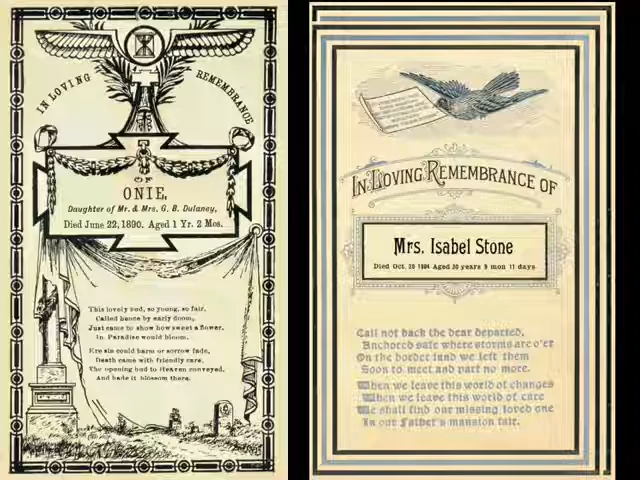 IN LOVING REMEMBRANCE
OF
ONIE,
Daughter of Mr. & Mrs. G. B. Dulaney,
Died June 22, 1890. Aged 1 Yr. 2 Mos.
This lovely bud, so young, so fair,
Called hence by early doom,
Just came to show how sweet a flower,
In Paradise would bloom.
Ere sin could harm or sorrow fade,
Death came with friendly care,
The opening bud to Heaven conveyed,
And bade it blossom there.
IN LOVING REMEMBRANCE OF
Mrs. Isabel Stone
Died Oct. 20 1894 Aged 30 years 9 mon 11 days
Call not back the dear departed,
Anchored safe where storms are o'er
On the border land we left them
Soon to meet and part no more.
When we leave this world of changes
When we leave this world of care
We shall find our missing loved one
In our Father's mansion fair.